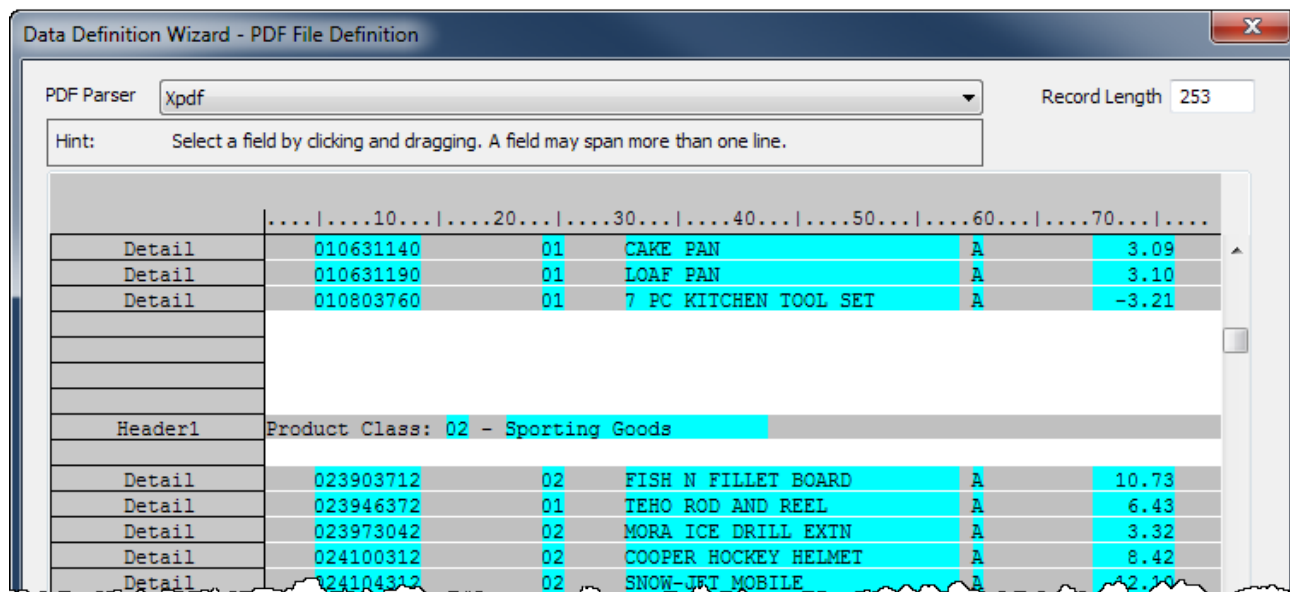 Data Definition Wizard - PDF File Definition
PDF Parser Xpdf Record Length 253
Hint: Select a field by clicking and dragging. A field may span more than one line.
|....|....10...|....20...|....30...|....40...|....50...|....60...|....70...|....
Detail 010631140 01 CAKE PAN A 3.09
Detail 010631190 01 LOAF PAN A 3.10
Detail 010803760 01 7 PC KITCHEN TOOL SET A -3.21
Header1 Product Class: 02 - Sporting Goods
Detail 023903712 02 FISH N FILLET BOARD A 10.73
Detail 023946372 01 TEHO ROD AND REEL A 6.43
Detail 023973042 02 MORA ICE DRILL EXTN A 3.32
Detail 024100312 02 COOPER HOCKEY HELMET A 8.42
Detail 024104312 02 SNOW-JET MOBILE A 12.10